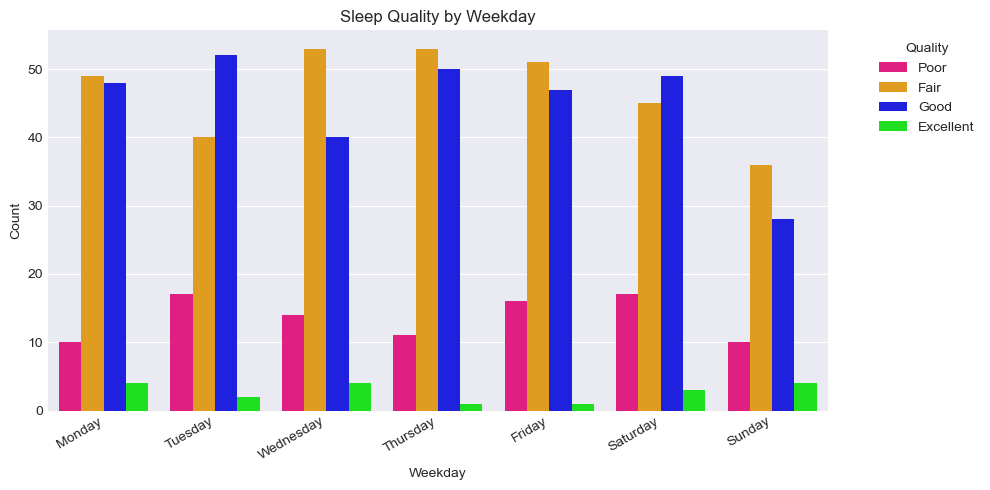 Sleep Quality by Weekday
Quality
Poor
Fair
Good
Excellent
Count
50
40
30
20
10
0
Monday
Tuesday
Wednesday
Thursday
Friday
Saturday
Sunday
Weekday